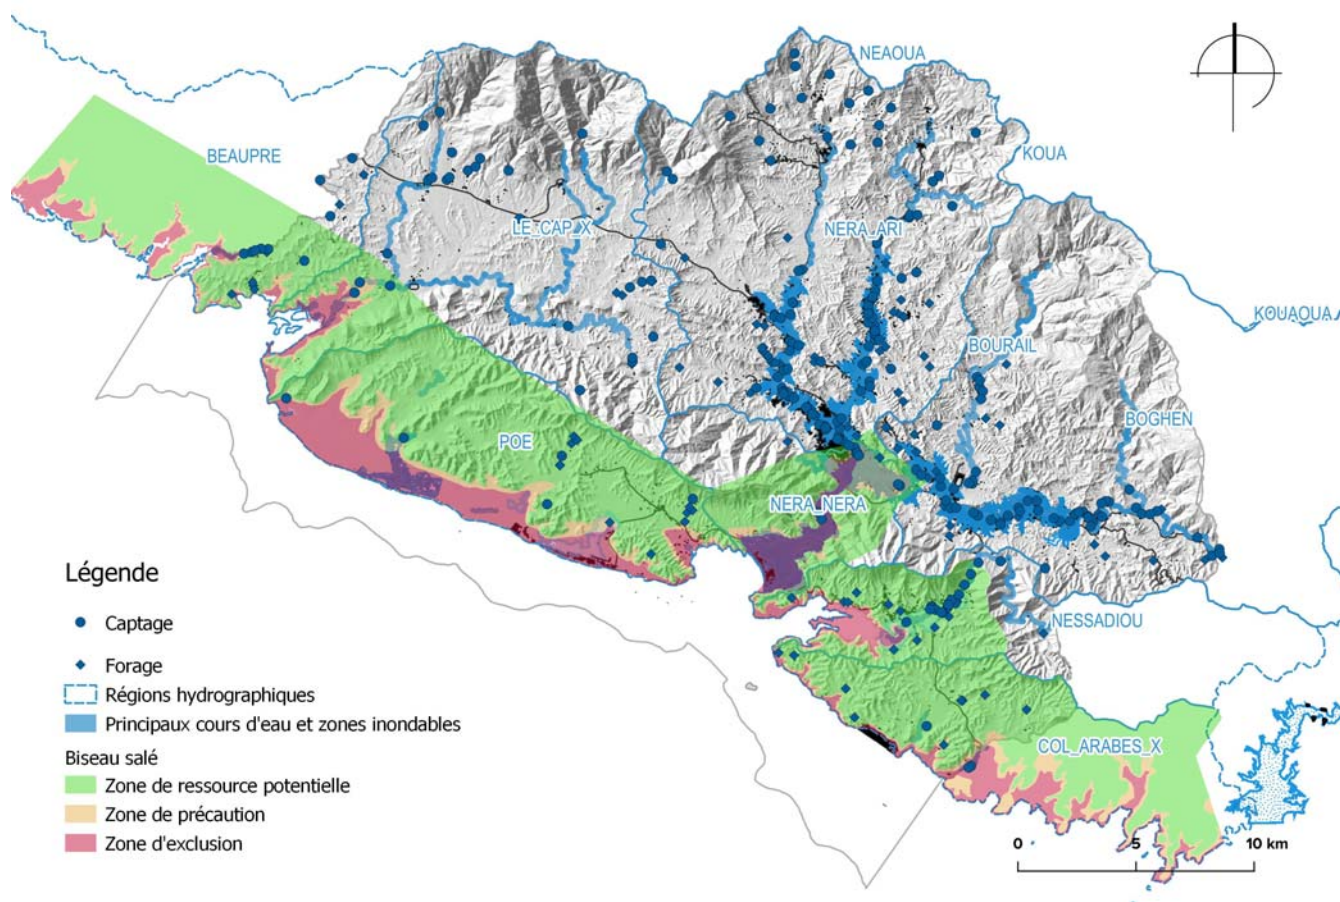 NEAOUA
BEAUPRE
KOUA
LE_CAP_X
NERA_ARI
KOUAOUA
BOURAIL
BOGHEN
POE
NERA_NERA
NESSADIOU
COL_ARABES_X
Légende
Captage
Forage
Régions hydrographiques
Principaux cours d'eau et zones inondables
Biseau salé
Zone de ressource potentielle
Zone de précaution
Zone d'exclusion
0 5 10 km